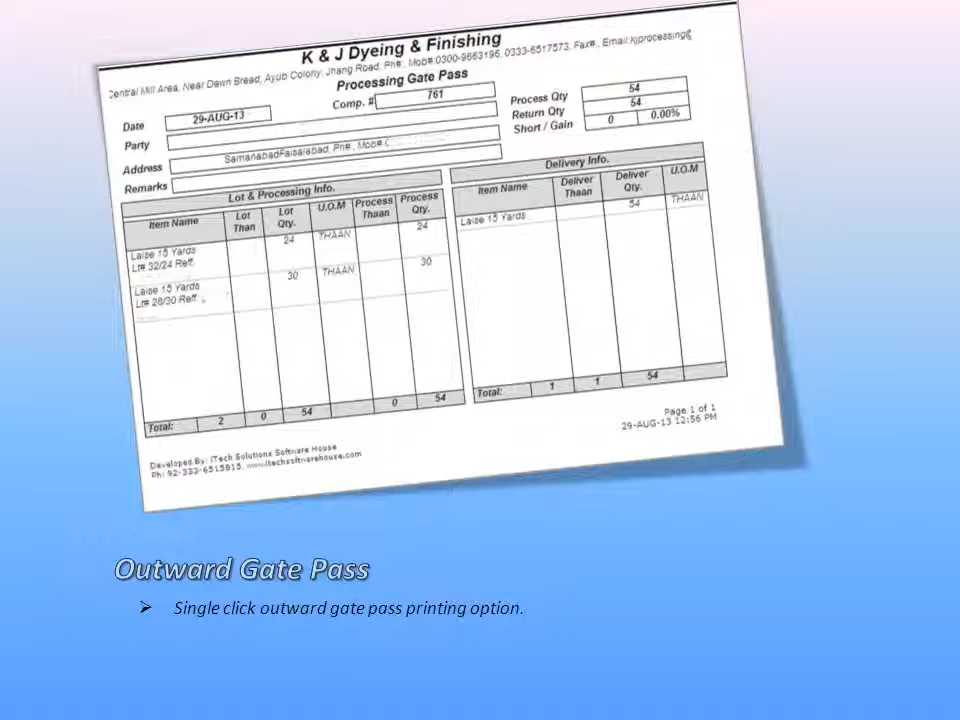 K & J Dyeing & Finishing
Central Mill Area, Near Dawn Bread, Ayub Colony, Jhang Road, Ph#:, Mob#:0300-9663196, 0333-6517573, Fax#:, Email:kjprocessing
Processing Gate Pass
Date 29-AUG-13 Comp. # 761 Process Qty 54
Party Return Qty 54
Address SamanabadFaisalabad, Ph#:, Mob#: Short / Gain 0 0.00%
Remarks
Lot & Processing Info. Delivery Info.
Item Name Lot Than Lot Qty. U.O.M Process Thaan Process Qty. Item Name Deliver Thaan Deliver Qty. U.O.M
Laise 15 Yards 24 THAAN 24 Laise 15 Yards 54 THAAN
Lt# 32/24 Reff.
Laise 15 Yards 30 THAAN 30
Lt# 28/30 Reff.
Total: 2 0 54 0 54 Total: 1 1 54
Developed By: iTech Solutionx Software House
Ph: 92-333-6515815, www.itechsoftwarehouse.com
Page 1 of 1
29-AUG-13 12:56 PM
Outward Gate Pass
Single click outward gate pass printing option.